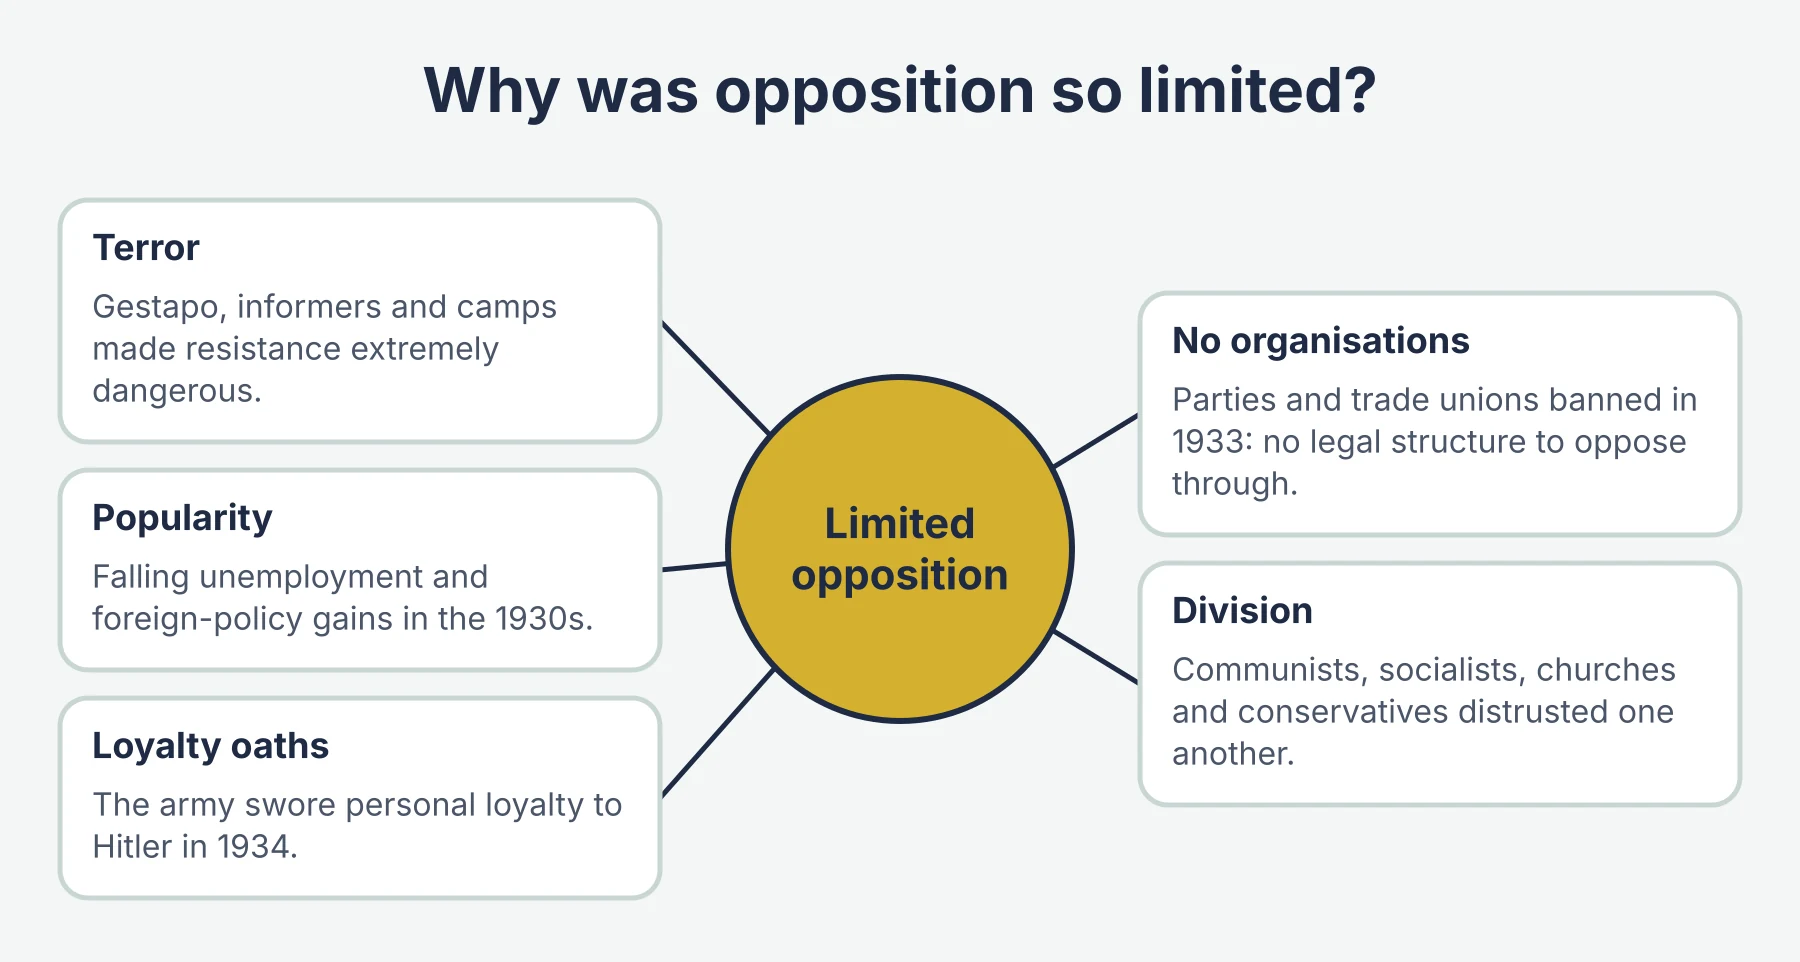 Why was opposition so limited?
Terror
Gestapo, informers and camps
made resistance extremely
dangerous.
Popularity
Falling unemployment and
foreign-policy gains in the 1930s.
Loyalty oaths
The army swore personal loyalty to
Hitler in 1934.
Limited
opposition
No organisations
Parties and trade unions banned in
1933: no legal structure to oppose
through.
Division
Communists, socialists, churches
and conservatives distrusted one
another.